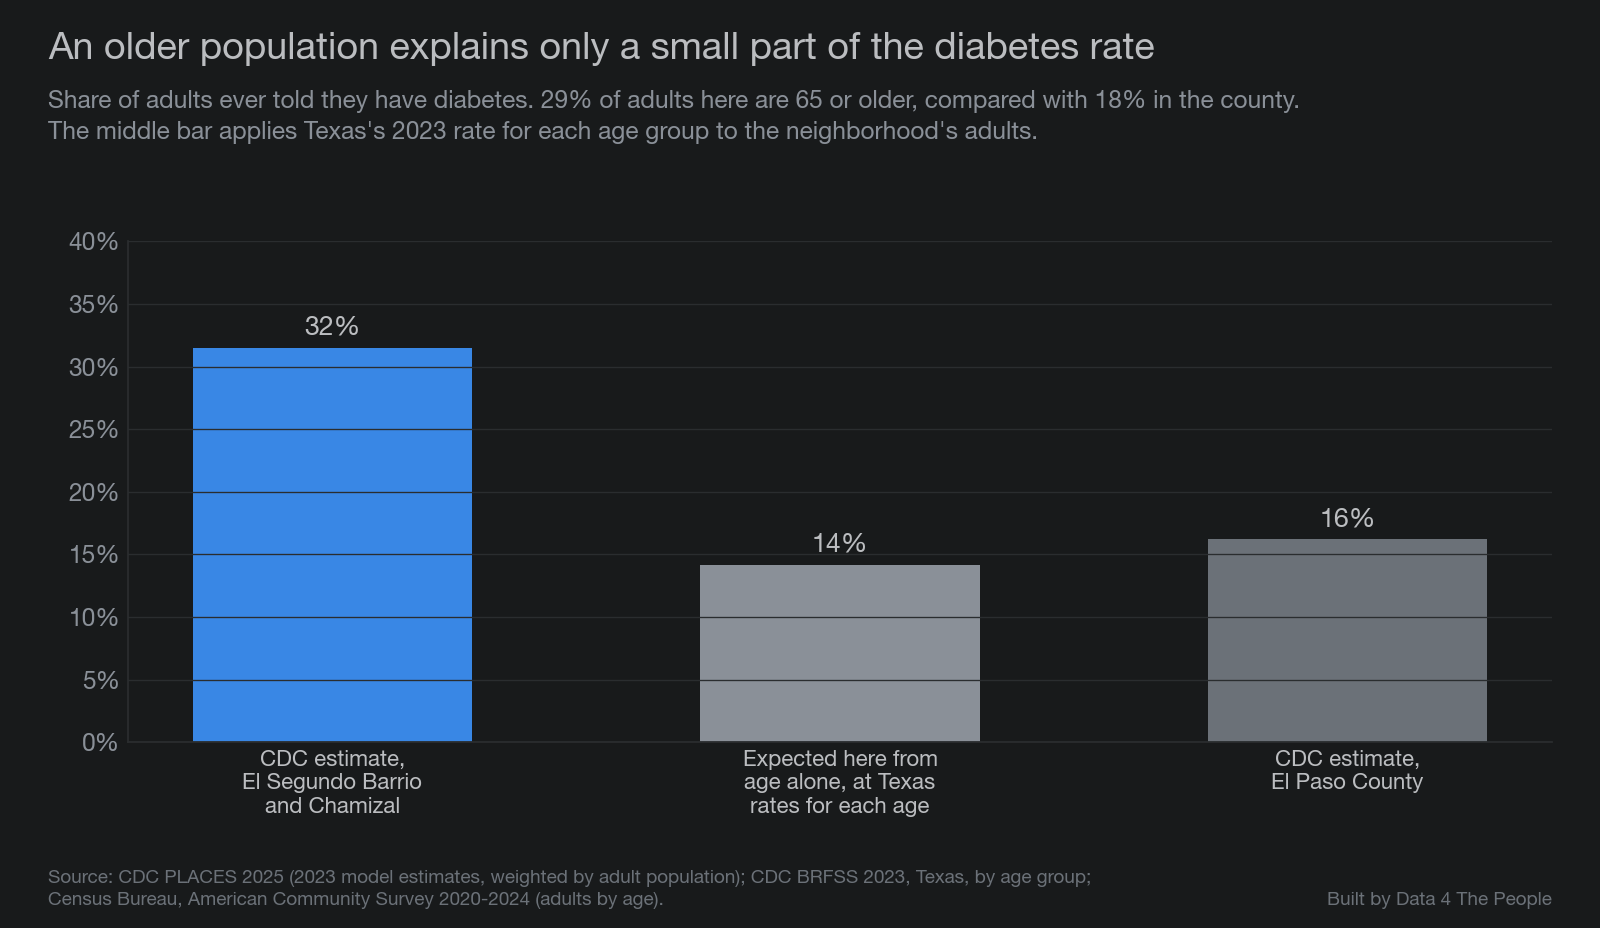 An older population explains only a small part of the diabetes rate
Share of adults ever told they have diabetes. 29% of adults here are 65 or older, compared with 18% in the county.
The middle bar applies Texas's 2023 rate for each age group to the neighborhood's adults.
40%
35%
30%
25%
20%
15%
10%
5%
0%
32%
14%
16%
CDC estimate,
El Segundo Barrio
and Chamizal
Expected here from
age alone, at Texas
rates for each age
CDC estimate,
El Paso County
Source: CDC PLACES 2025 (2023 model estimates, weighted by adult population); CDC BRFSS 2023, Texas, by age group;
Census Bureau, American Community Survey 2020-2024 (adults by age).
Built by Data 4 The People